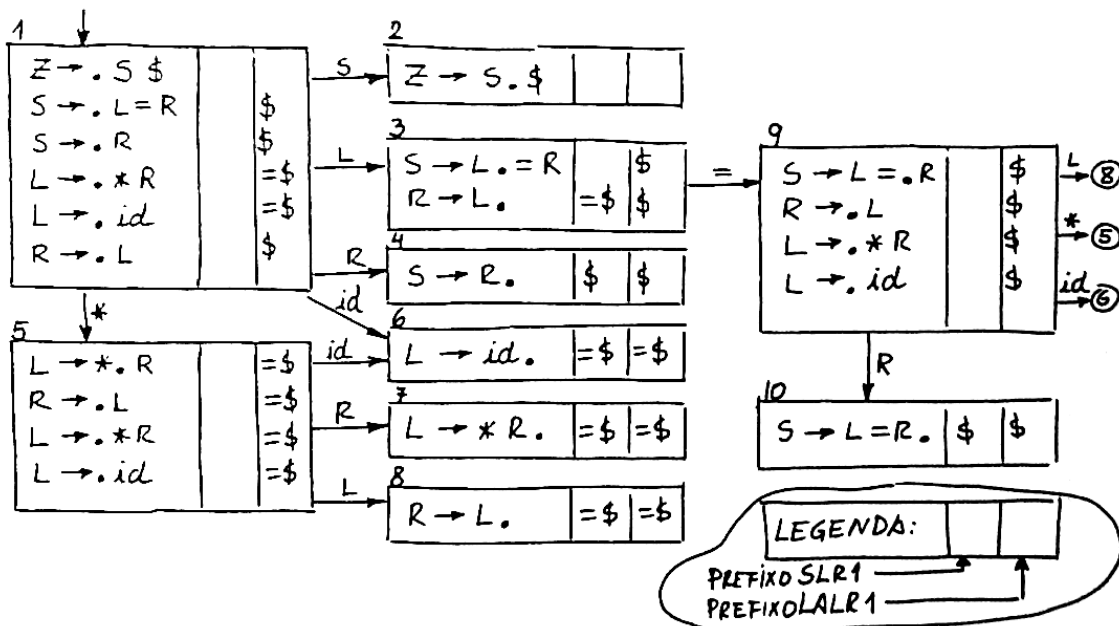 1
Z → . S $
S → . L = R $
S → . R $
L → . * R =$
L → . id =$
R → . L $
S
L
R
id
*
2
Z → S . $
3
S → L . = R $
R → L . =$ $
=
4
S → R . $ $
5
L → * . R =$
R → . L =$
L → . * R =$
L → . id =$
id
R
L
6
L → id . =$ =$
7
L → * R . =$ =$
8
R → L . =$ =$
9
S → L = . R $
R → . L $
L → . * R $
L → . id $
L 8
* 5
id 6
R
10
S → L = R . $ $
LEGENDA:
PREFIXO SLR1
PREFIXO LALR1